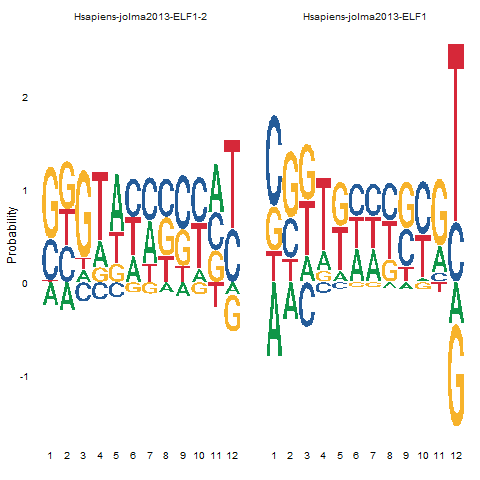 Hsapiens-jolma2013-ELF1-2
Hsapiens-jolma2013-ELF1
Probability
2
1
0
-1
1 2 3 4 5 6 7 8 9 10 11 12
1 2 3 4 5 6 7 8 9 10 11 12